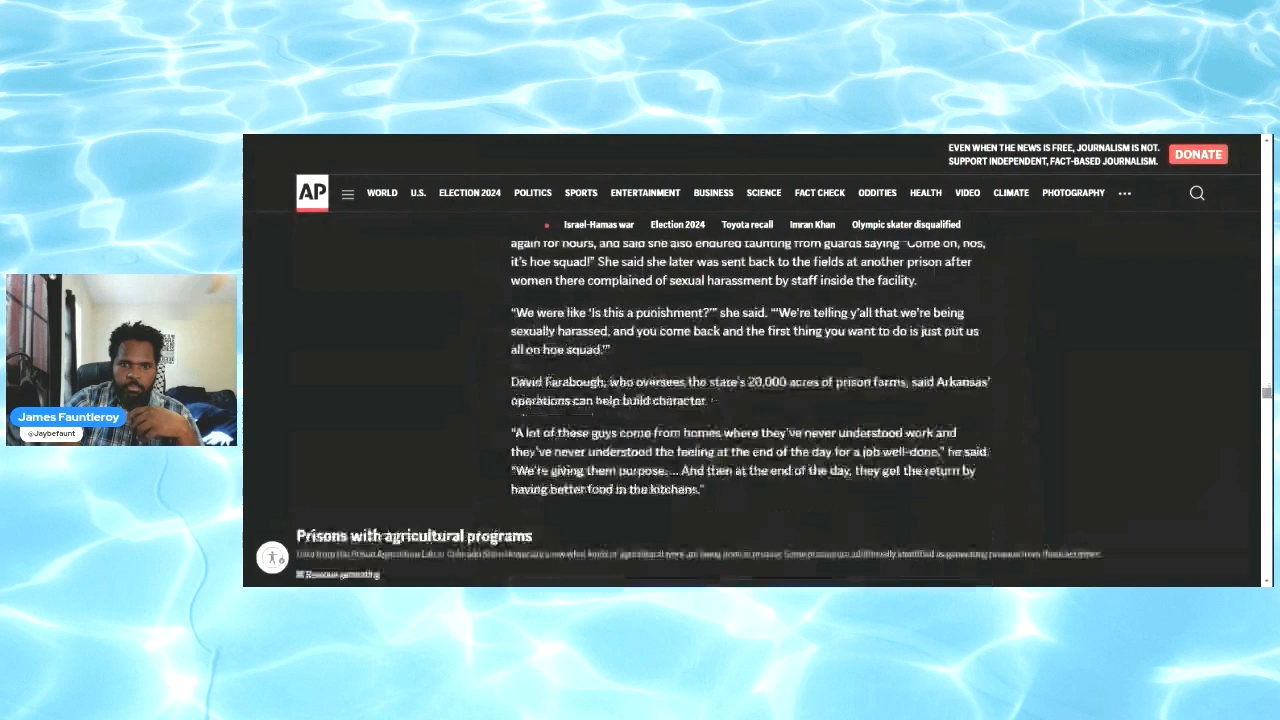 EVEN WHEN THE NEWS IS FREE, JOURNALISM IS NOT.
SUPPORT INDEPENDENT, FACT-BASED JOURNALISM.
DONATE
AP
WORLD U.S. ELECTION 2024 POLITICS SPORTS ENTERTAINMENT BUSINESS SCIENCE FACT CHECK ODDITIES HEALTH VIDEO CLIMATE PHOTOGRAPHY
Israel-Hamas war Election 2024 Toyota recall Imran Khan Olympic skater disqualified
again for hours, and said she also endured taunting from guards saying "Come on, hos,
it's hoe squad!" She said she later was sent back to the fields at another prison after
women there complained of sexual harassment by staff inside the facility.
"We were like 'Is this a punishment?'" she said. "'We're telling y'all that we're being
sexually harassed, and you come back and the first thing you want to do is just put us
all on hoe squad.'"
David Farabough, who oversees the state's 20,000 acres of prison farms, said Arkansas'
operations can help build character.
"A lot of these guys come from homes where they've never understood work and
they've never understood the feeling at the end of the day for a job well-done," he said.
"We're giving them purpose. ... And then at the end of the day, they get the return by
having better food in the kitchens."
Prisons with agricultural programs
Revenue generating
James Fauntleroy
@Jaybefaunt